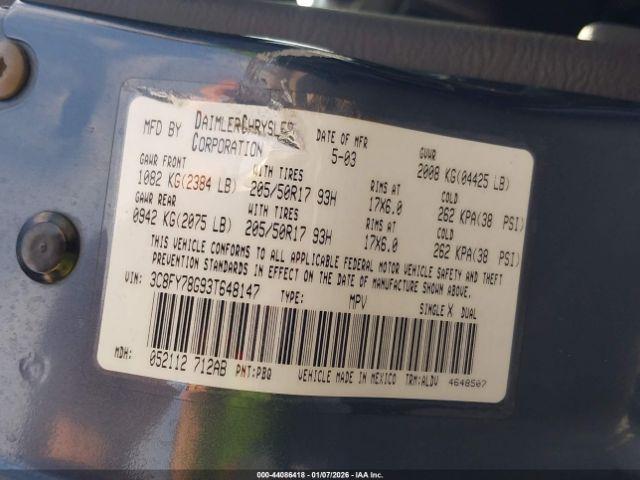 MFD BY DAIMLERCHRYSLER CORPORATION DATE OF MFR 5-03 GVWR 2008 KG(04425 LB)
GAWR FRONT WITH TIRES RIMS AT COLD
1082 KG(2384 LB) 205/50R17 93H 17X6.0 262 KPA(38 PSI)
GAWR REAR WITH TIRES RIMS AT COLD
0942 KG(2075 LB) 205/50R17 93H 17X6.0 262 KPA(38 PSI)
THIS VEHICLE CONFORMS TO ALL APPLICABLE FEDERAL MOTOR VEHICLE SAFETY AND THEFT
PREVENTION STANDARDS IN EFFECT ON THE DATE OF MANUFACTURE SHOWN ABOVE.
VIN: 3C8FY78G93T648147 TYPE: MPV SINGLE X DUAL
MDH: 052112 712AB PNT:PBQ VEHICLE MADE IN MEXICO TRM:ALDV 4648507
000-44086418 - 01/07/2026 - IAAI.COM